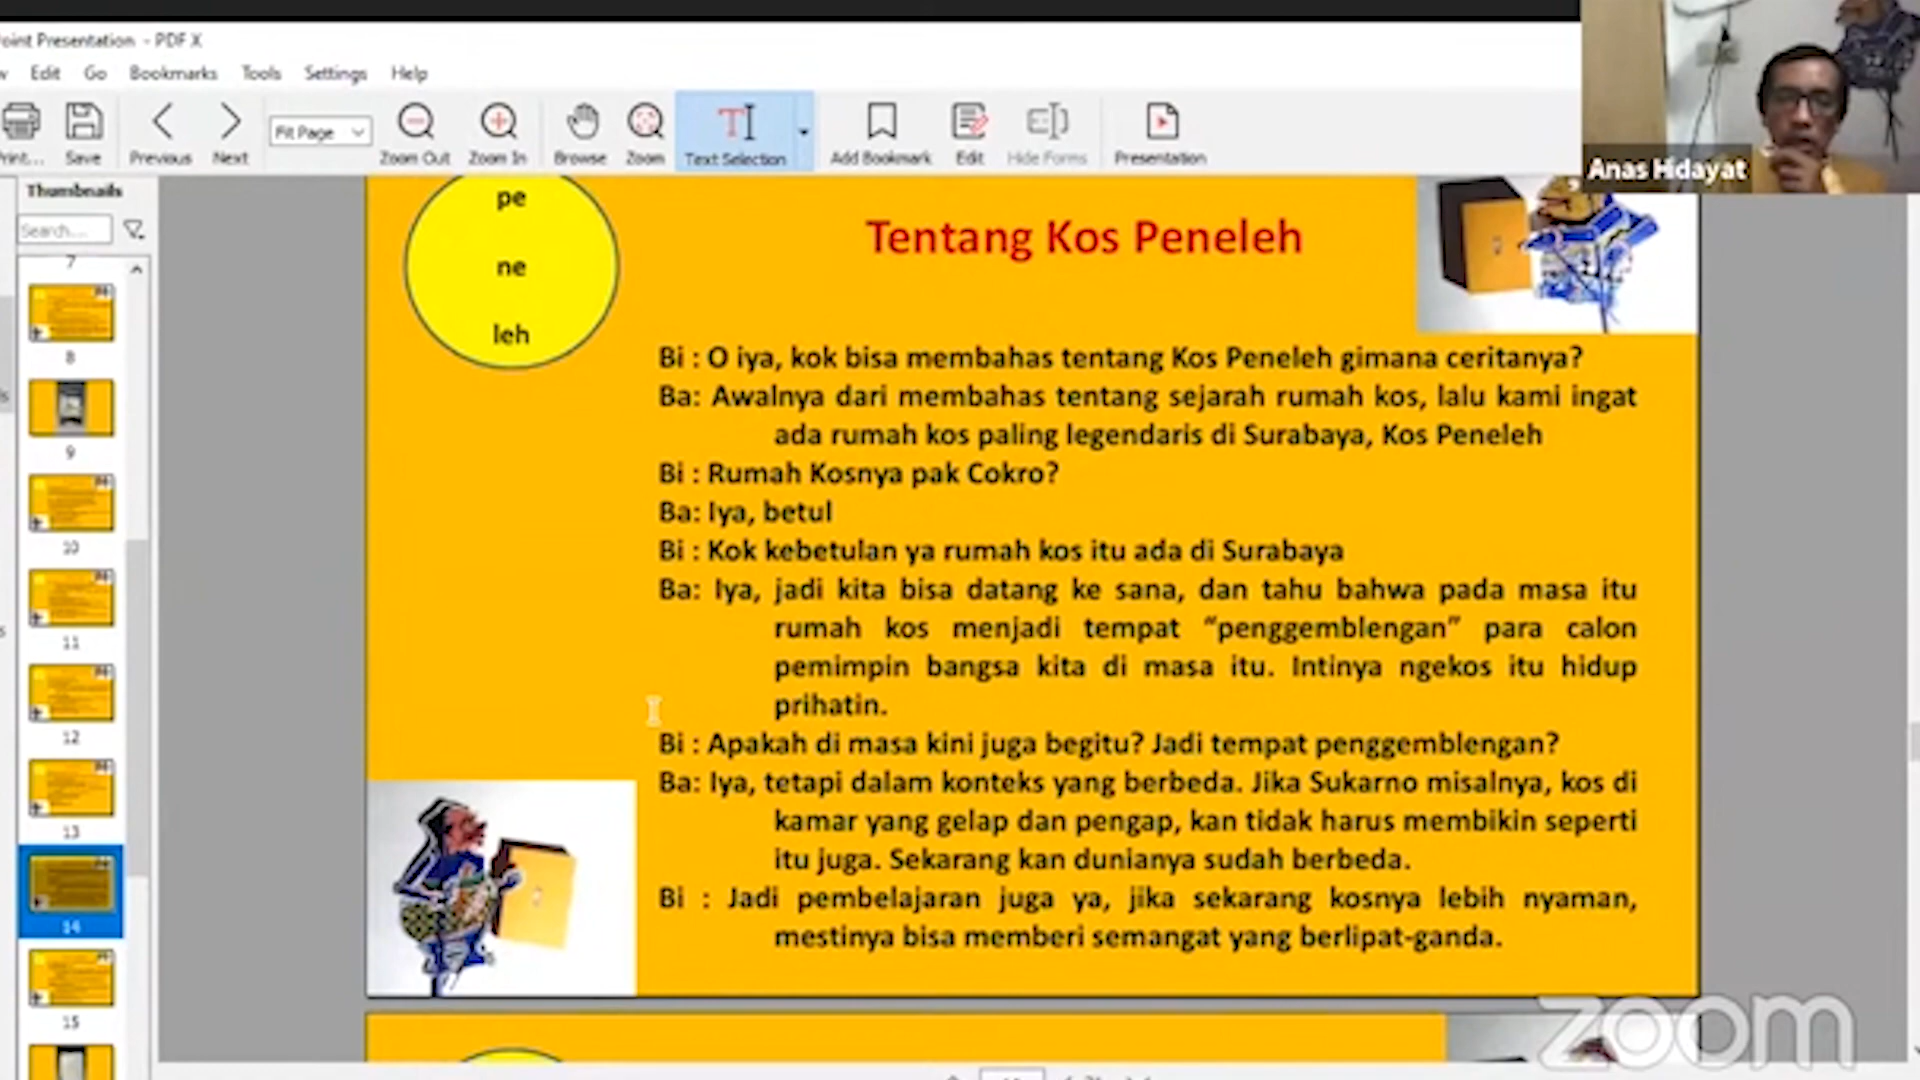 Point Presentation - PDF X
Edit Go Bookmarks Tools Settings Help
Print... Save Previous Next Fit Page Zoom Out Zoom In Browse Zoom Text Selection Add Bookmark Edit Hide Forms Presentation
Anas Hidayat
Thumbnails
Search...
7
8
9
10
11
12
13
14
15
pe
ne
leh
Tentang Kos Peneleh
Bi : O iya, kok bisa membahas tentang Kos Peneleh gimana ceritanya?
Ba: Awalnya dari membahas tentang sejarah rumah kos, lalu kami ingat
ada rumah kos paling legendaris di Surabaya, Kos Peneleh
Bi : Rumah Kosnya pak Cokro?
Ba: Iya, betul
Bi : Kok kebetulan ya rumah kos itu ada di Surabaya
Ba: Iya, jadi kita bisa datang ke sana, dan tahu bahwa pada masa itu
rumah kos menjadi tempat “penggemblengan” para calon
pemimpin bangsa kita di masa itu. Intinya ngekos itu hidup
prihatin.
Bi : Apakah di masa kini juga begitu? Jadi tempat penggemblengan?
Ba: Iya, tetapi dalam konteks yang berbeda. Jika Sukarno misalnya, kos di
kamar yang gelap dan pengap, kan tidak harus membikin seperti
itu juga. Sekarang kan dunianya sudah berbeda.
Bi : Jadi pembelajaran juga ya, jika sekarang kosnya lebih nyaman,
mestinya bisa memberi semangat yang berlipat-ganda.
zoom